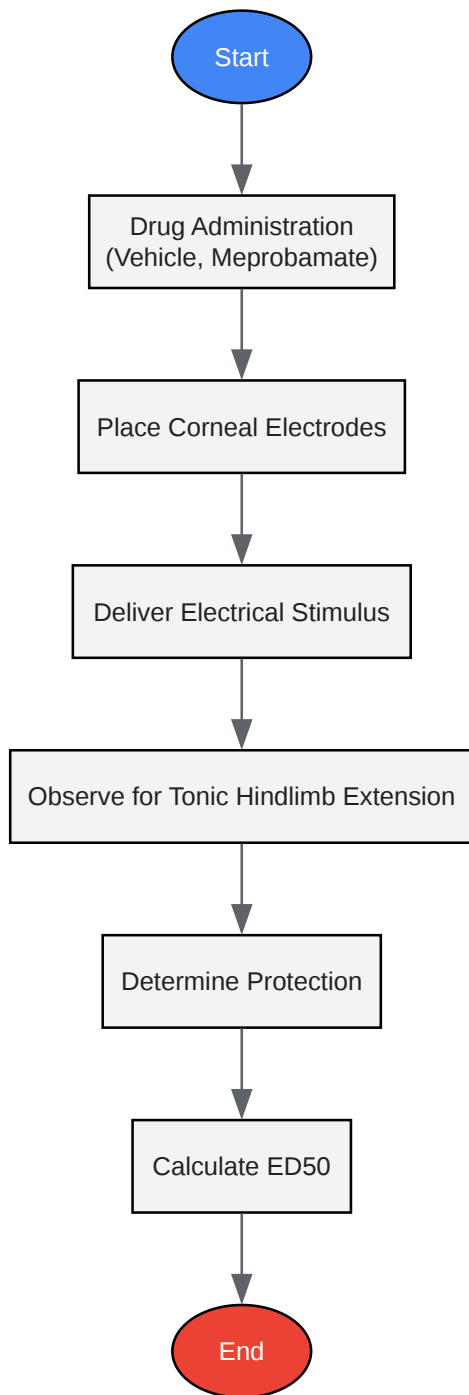 Start
Drug Administration
(Vehicle, Meprobamate)
Place Corneal Electrodes
Deliver Electrical Stimulus
Observe for Tonic Hindlimb Extension
Determine Protection
Calculate ED50
End